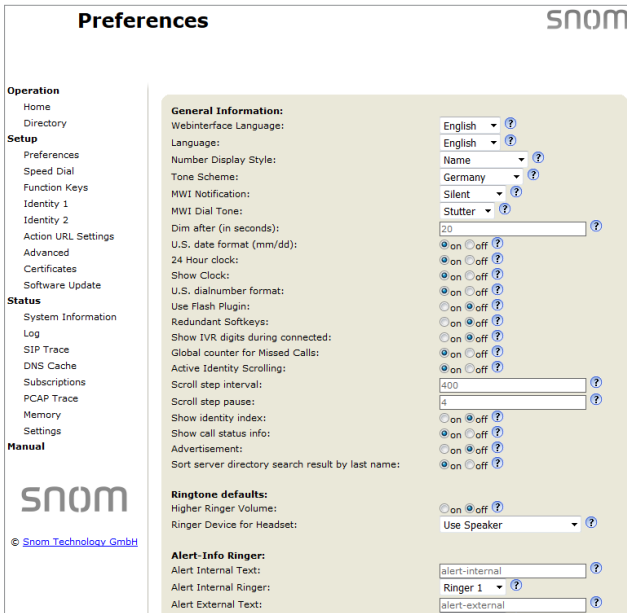 Preferences
snom
Operation
Home
Directory
Setup
Preferences
Speed Dial
Function Keys
Identity 1
Identity 2
Action URL Settings
Advanced
Certificates
Software Update
Status
System Information
Log
SIP Trace
DNS Cache
Subscriptions
PCAP Trace
Memory
Settings
Manual
snom
© Snom Technology GmbH
General Information:
Webinterface Language: English ?
Language: English ?
Number Display Style: Name ?
Tone Scheme: Germany ?
MWI Notification: Silent ?
MWI Dial Tone: Stutter ?
Dim after (in seconds): 20 ?
U.S. date format (mm/dd): on off ?
24 Hour clock: on off ?
Show Clock: on off ?
U.S. dialnumber format: on off ?
Use Flash Plugin: on off ?
Redundant Softkeys: on off ?
Show IVR digits during connected: on off ?
Global counter for Missed Calls: on off ?
Active Identity Scrolling: on off ?
Scroll step interval: 400 ?
Scroll step pause: 4 ?
Show identity index: on off ?
Show call status info: on off ?
Advertisement: on off ?
Sort server directory search result by last name: on off ?
Ringtone defaults:
Higher Ringer Volume: on off ?
Ringer Device for Headset: Use Speaker ?
Alert-Info Ringer:
Alert Internal Text: alert-internal ?
Alert Internal Ringer: Ringer 1 ?
Alert External Text: alert-external ?